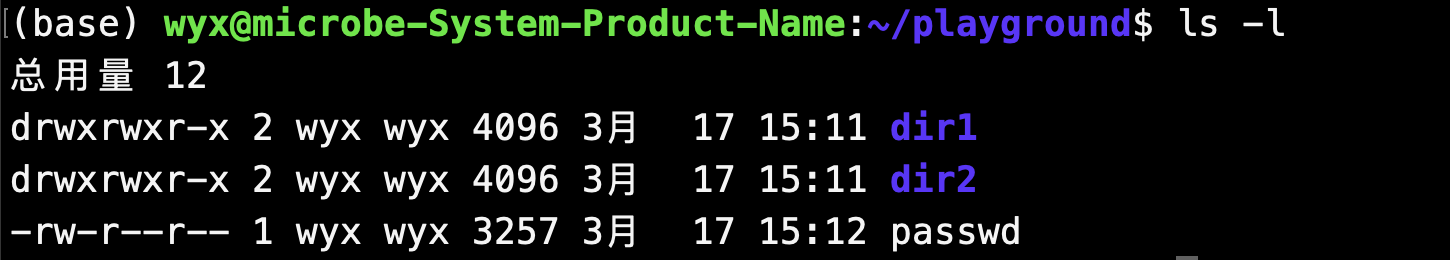 (base) wyx@microbe-System-Product-Name:~/playground$ ls -l
总用量 12
drwxrwxr-x 2 wyx wyx 4096 3月  17 15:11 dir1
drwxrwxr-x 2 wyx wyx 4096 3月  17 15:11 dir2
-rw-r--r-- 1 wyx wyx 3257 3月  17 15:12 passwd